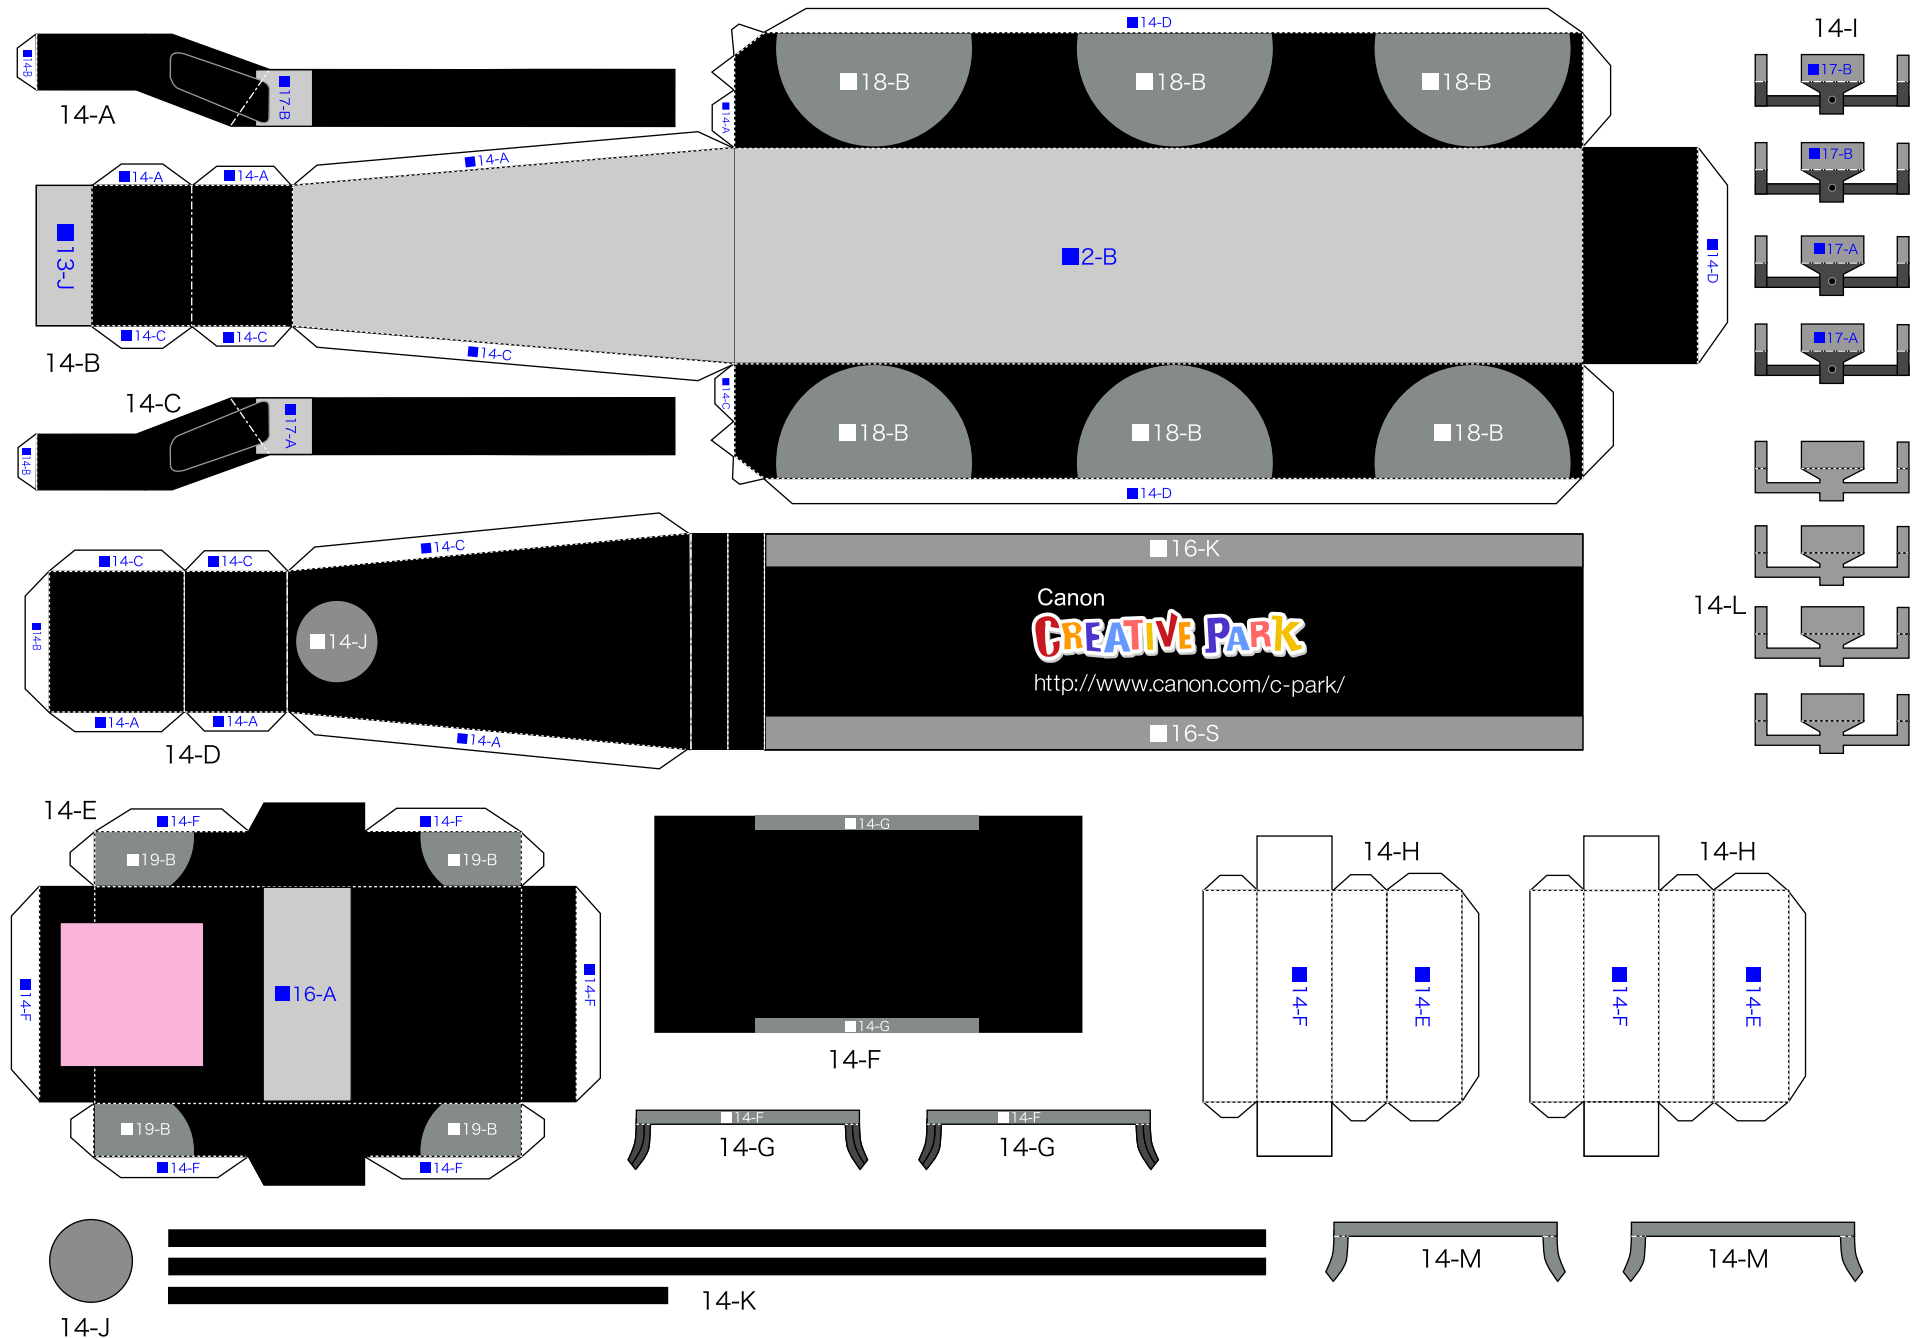 14-D
14-I
■14-B
14-A
■17-B
■18-B
■18-B
■18-B
■17-B
■14-A
■14-A
■14-A
■14-A
■17-B
■13-J
■2-B
■14-D
■17-A
■14-C
■14-C
■14-C
■17-A
14-B
14-C
■14-C
■14-B
■17-A
■18-B
■18-B
■18-B
■14-D
■14-C
■14-C
■14-C
■16-K
■14-B
■14-J
Canon
CREATIVE PARK
http://www.canon.com/c-park/
14-L
■14-A
■14-A
■14-A
■16-S
14-D
14-E
■14-F
■14-F
■19-B
■19-B
■14-G
14-H
14-H
■14-F
■16-A
■14-F
■14-F
■14-E
■14-F
■14-E
■14-G
14-F
■19-B
■19-B
■14-F
■14-F
■14-F
■14-F
14-G
14-G
14-M
14-M
14-K
14-J